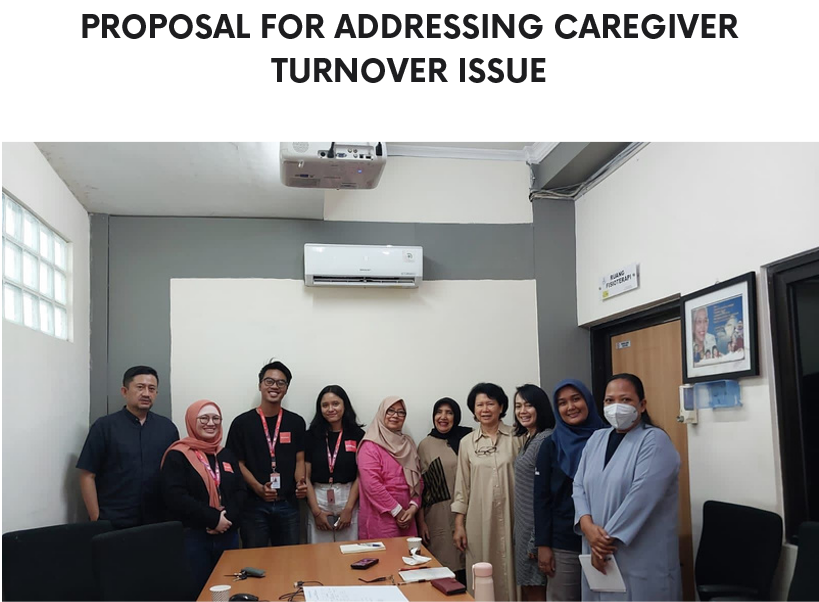 PROPOSAL FOR ADDRESSING CAREGIVER
TURNOVER ISSUE
RUANG
FISIOTERAPI